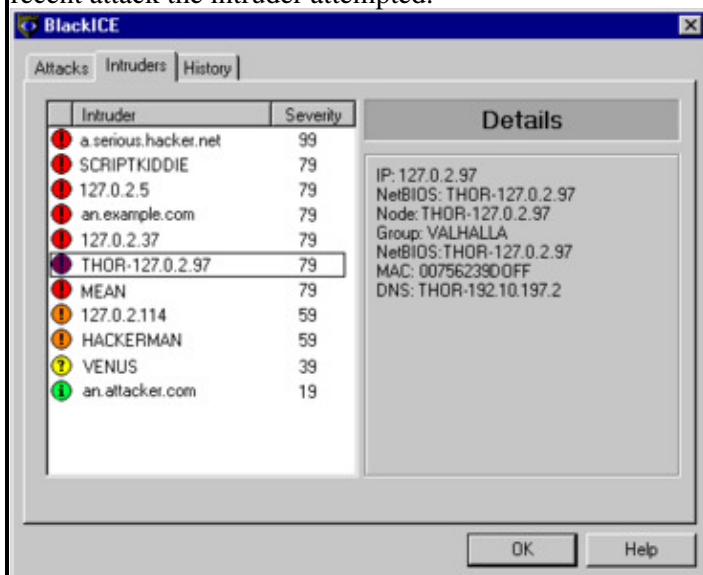 recent attack the intruder attempted.
BlackICE
Attacks Intruders History
Intruder Severity
a.serious.hacker.net 99
SCRIPTKIDDIE 79
127.0.2.5 79
an.example.com 79
127.0.2.37 79
THOR-127.0.2.97 79
MEAN 79
127.0.2.114 59
HACKERMAN 59
VENUS 39
an.attacker.com 19
Details
IP: 127.0.2.97
NetBIOS: THOR-127.0.2.97
Node: THOR-127.0.2.97
Group: VALHALLA
NetBIOS:THOR-127.0.2.97
MAC: 00756239DOFF
DNS: THOR-192.10.197.2
OK Help